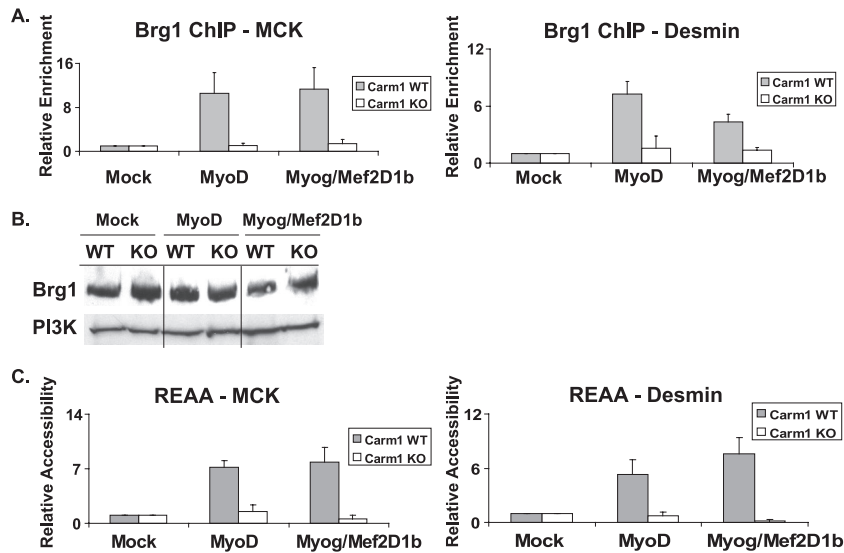 A.
Brg1 ChIP - MCK
Relative Enrichment
16
8
0
Carm1 WT
Carm1 KO
Mock MyoD Myog/Mef2D1b
Brg1 ChIP - Desmin
Relative Enrichment
12
6
0
Carm1 WT
Carm1 KO
Mock MyoD Myog/Mef2D1b
B.
Mock MyoD Myog/Mef2D1b
WT KO WT KO WT KO
Brg1
PI3K
C.
REAA - MCK
Relative Accessibility
14
7
0
Carm1 WT
Carm1 KO
Mock MyoD Myog/Mef2D1b
REAA - Desmin
Relative Accessibility
12
6
0
Carm1 WT
Carm1 KO
Mock MyoD Myog/Mef2D1b